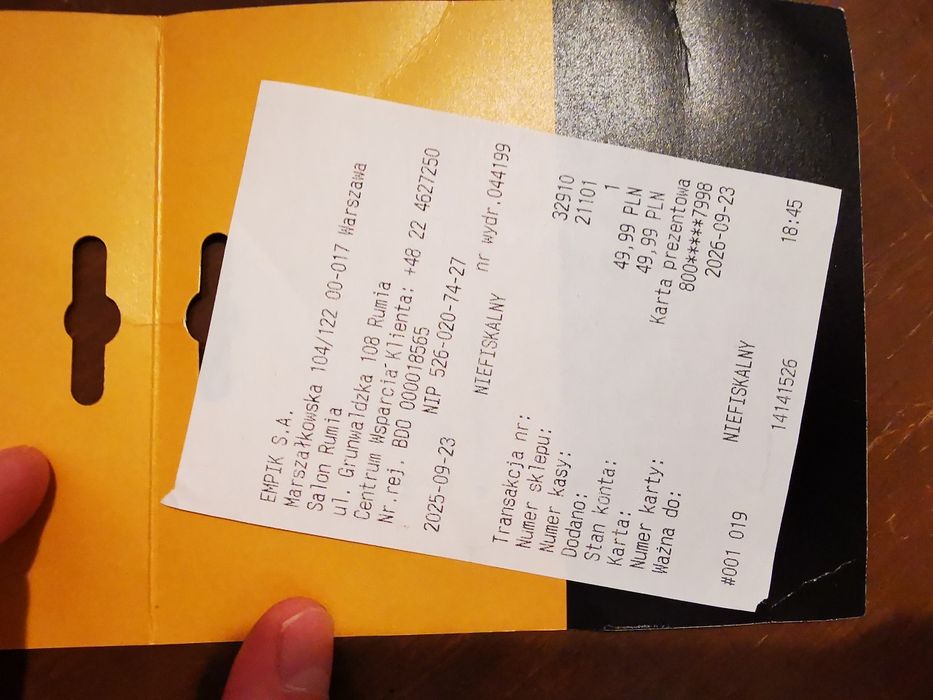 EMPIK S.A.
Marszałkowska 104/122 00-017 Warszawa
Salon Rumia
ul. Grunwaldzka 108 Rumia
Centrum Wsparcia Klienta: +48 22 4627250
Nr.rej. BDO 000018565
NIP 526-020-74-27
2025-09-23 nr wydr.044199
NIEFISKALNY
Transakcja nr: 32910
Numer sklepu: 21101
Numer kasy: 1
Dodano: 49,99 PLN
Stan konta: 49,99 PLN
Karta: Karta prezentowa
Numer karty: 800*****7998
Ważna do: 2026-09-23
NIEFISKALNY
#001 019 18:45
14141526